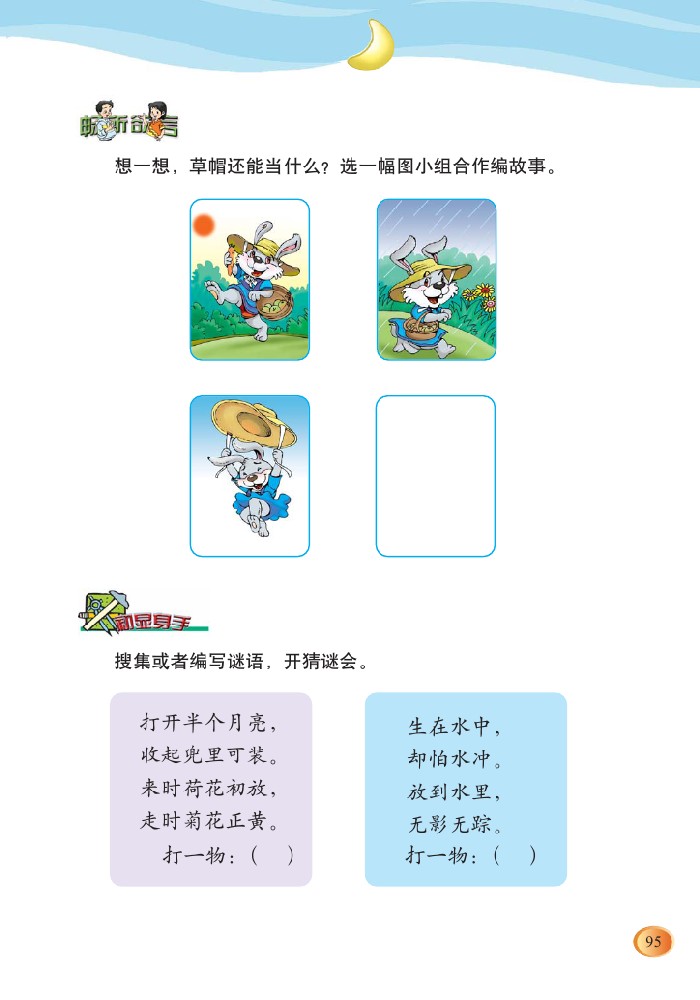 畅所欲言
想一想，草帽还能当什么？选一幅图小组合作编故事。
初显身手
搜集或者编写谜语，开猜谜会。
打开半个月亮，
收起兜里可装。
来时荷花初放，
走时菊花正黄。
打一物：（ ）
生在水中，
却怕水冲。
放到水里，
无影无踪。
打一物：（ ）
95